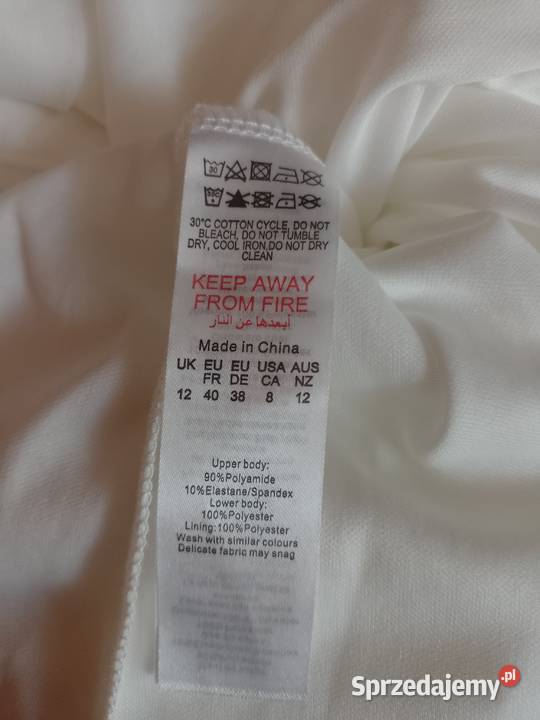 30
30°C COTTON CYCLE, DO NOT
BLEACH, DO NOT TUMBLE
DRY, COOL IRON,DO NOT DRY
CLEAN
KEEP AWAY
FROM FIRE
أبعدها عن النار
Made in China
UK EU EU USA AUS
FR DE CA NZ
12 40 38 8 12
Upper body:
90%Polyamide
10%Elastane/Spandex
Lower body:
100%Polyester
Lining:100%Polyester
Wash with similar colours
Delicate fabric may snag
Sprzedajemy.pl